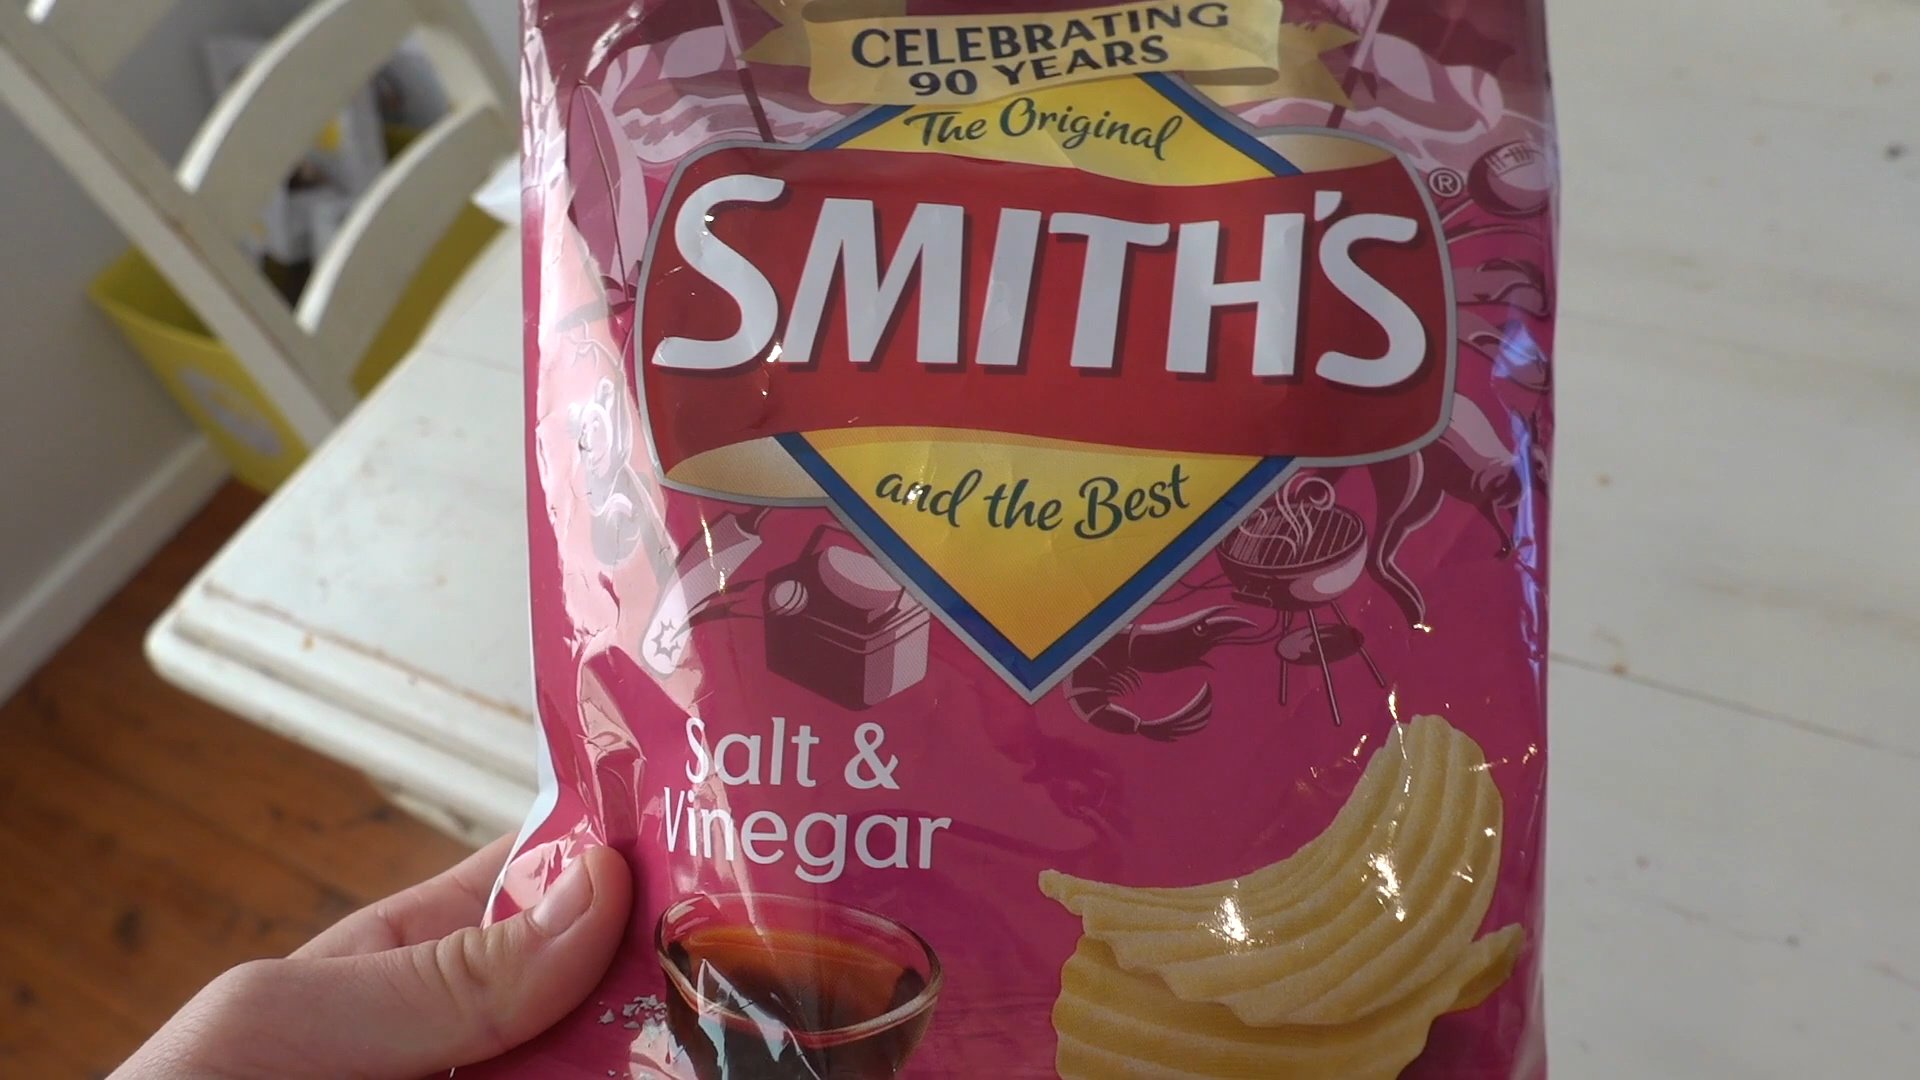 CELEBRATING
90 YEARS
The Original
SMITH'S®
and the Best
Salt &
Vinegar